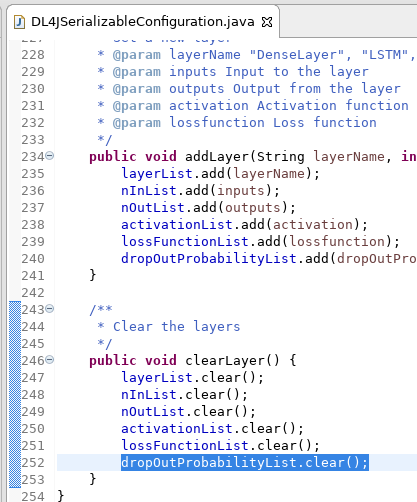 DL4JSerializableConfiguration.java
228 * @param layerName "DenseLayer", "LSTM",
229 * @param inputs Input to the layer
230 * @param outputs Output from the layer
231 * @param activation Activation function
232 * @param lossfunction Loss function
233 */
234 public void addLayer(String layerName, in
235 layerList.add(layerName);
236 nInList.add(inputs);
237 nOutList.add(outputs);
238 activationList.add(activation);
239 lossFunctionList.add(lossfunction);
240 dropOutProbabilityList.add(dropOutPro
241 }
242
243 /**
244 * Clear the layers
245 */
246 public void clearLayer() {
247 layerList.clear();
248 nInList.clear();
249 nOutList.clear();
250 activationList.clear();
251 lossFunctionList.clear();
252 dropOutProbabilityList.clear();
253 }
254 }